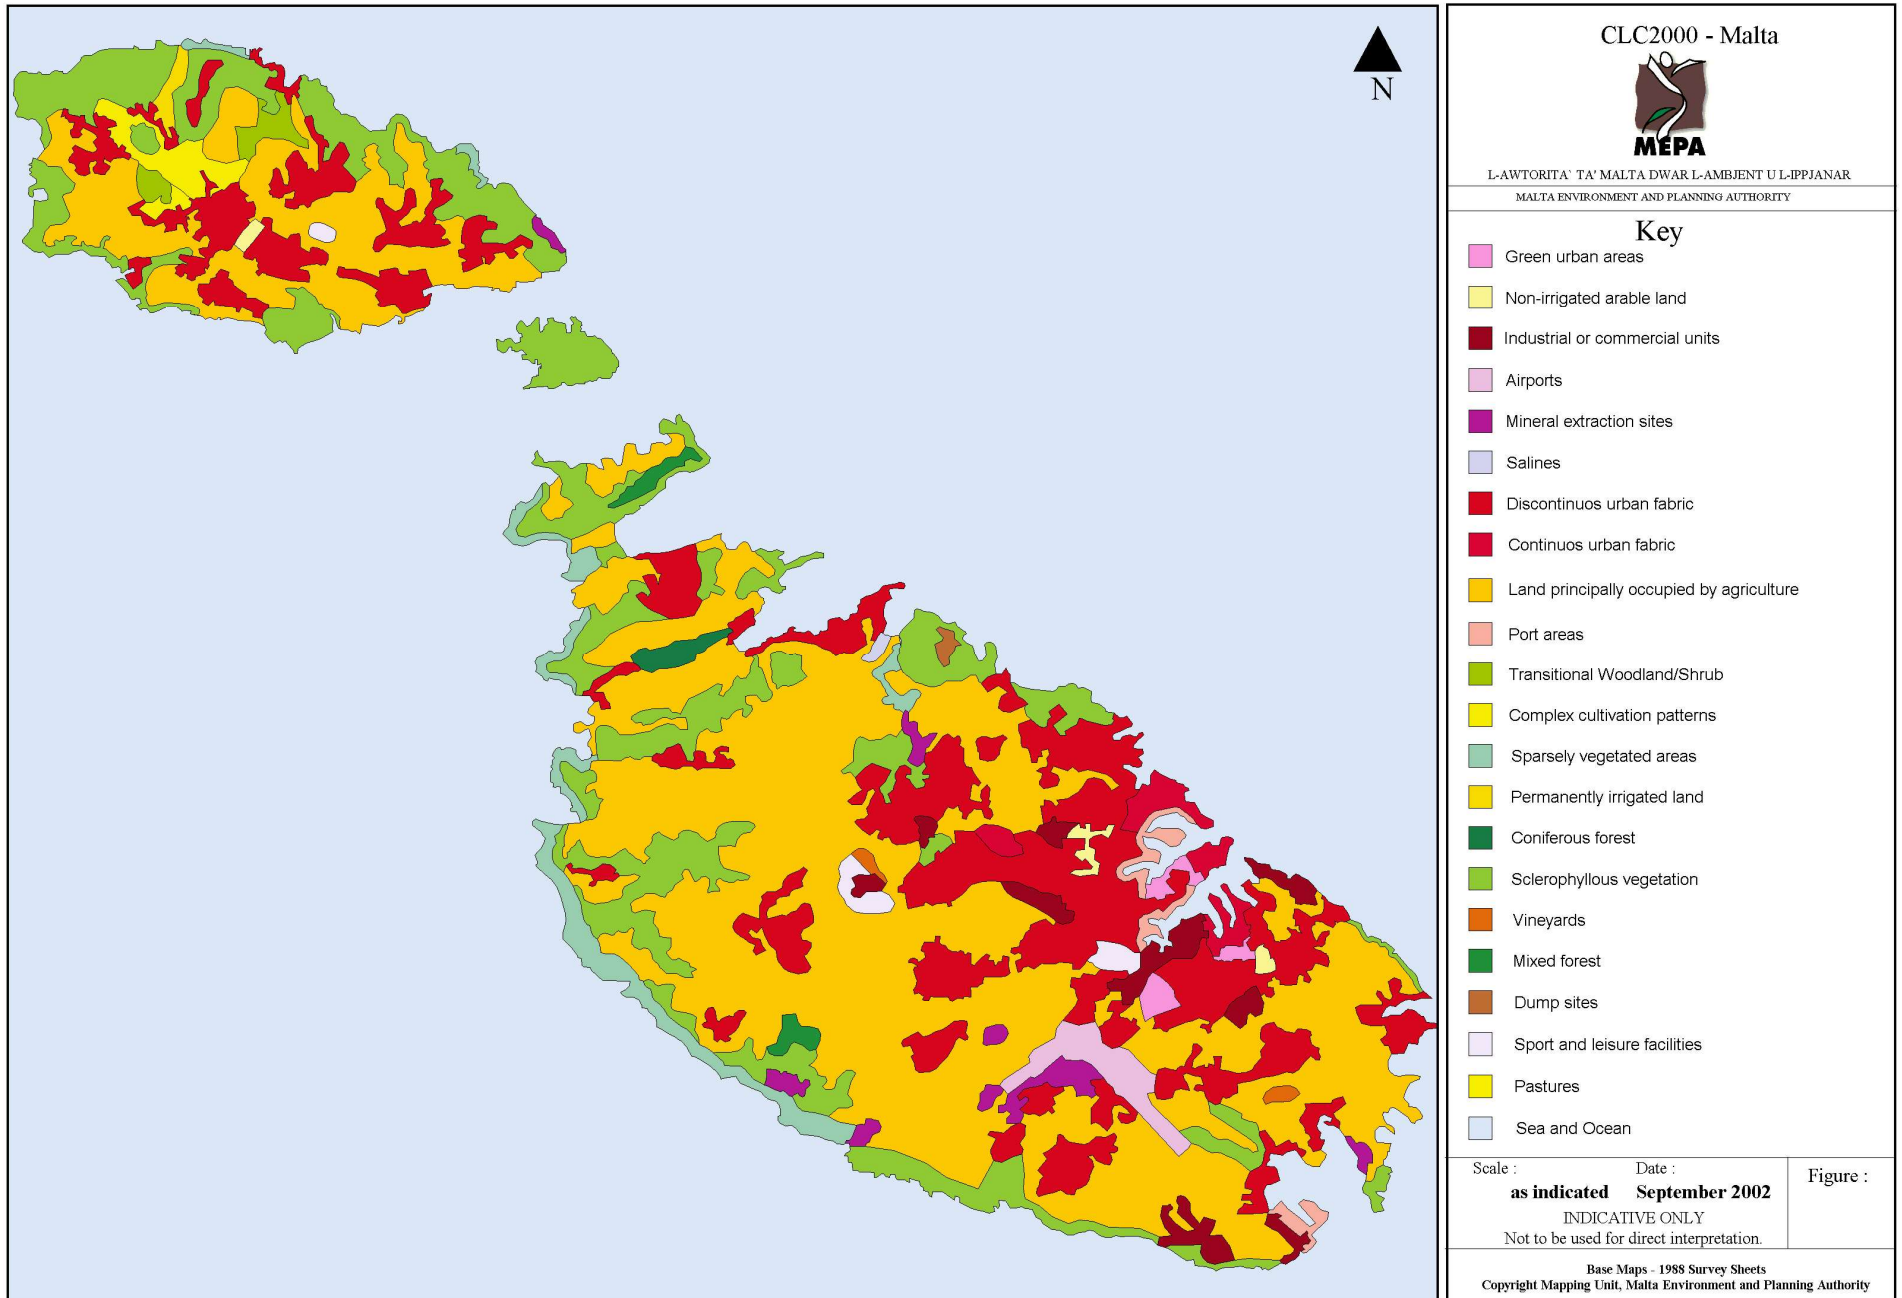 N
CLC2000 - Malta
MEPA
L-AWTORITA` TA' MALTA DWAR L-AMBJENT U L-IPPJANAR
MALTA ENVIRONMENT AND PLANNING AUTHORITY
Key
Green urban areas
Non-irrigated arable land
Industrial or commercial units
Airports
Mineral extraction sites
Salines
Discontinuos urban fabric
Continuos urban fabric
Land principally occupied by agriculture
Port areas
Transitional Woodland/Shrub
Complex cultivation patterns
Sparsely vegetated areas
Permanently irrigated land
Coniferous forest
Sclerophyllous vegetation
Vineyards
Mixed forest
Dump sites
Sport and leisure facilities
Pastures
Sea and Ocean
Scale : Date : Figure :
as indicated September 2002
INDICATIVE ONLY
Not to be used for direct interpretation.
Base Maps - 1988 Survey Sheets
Copyright Mapping Unit, Malta Environment and Planning Authority